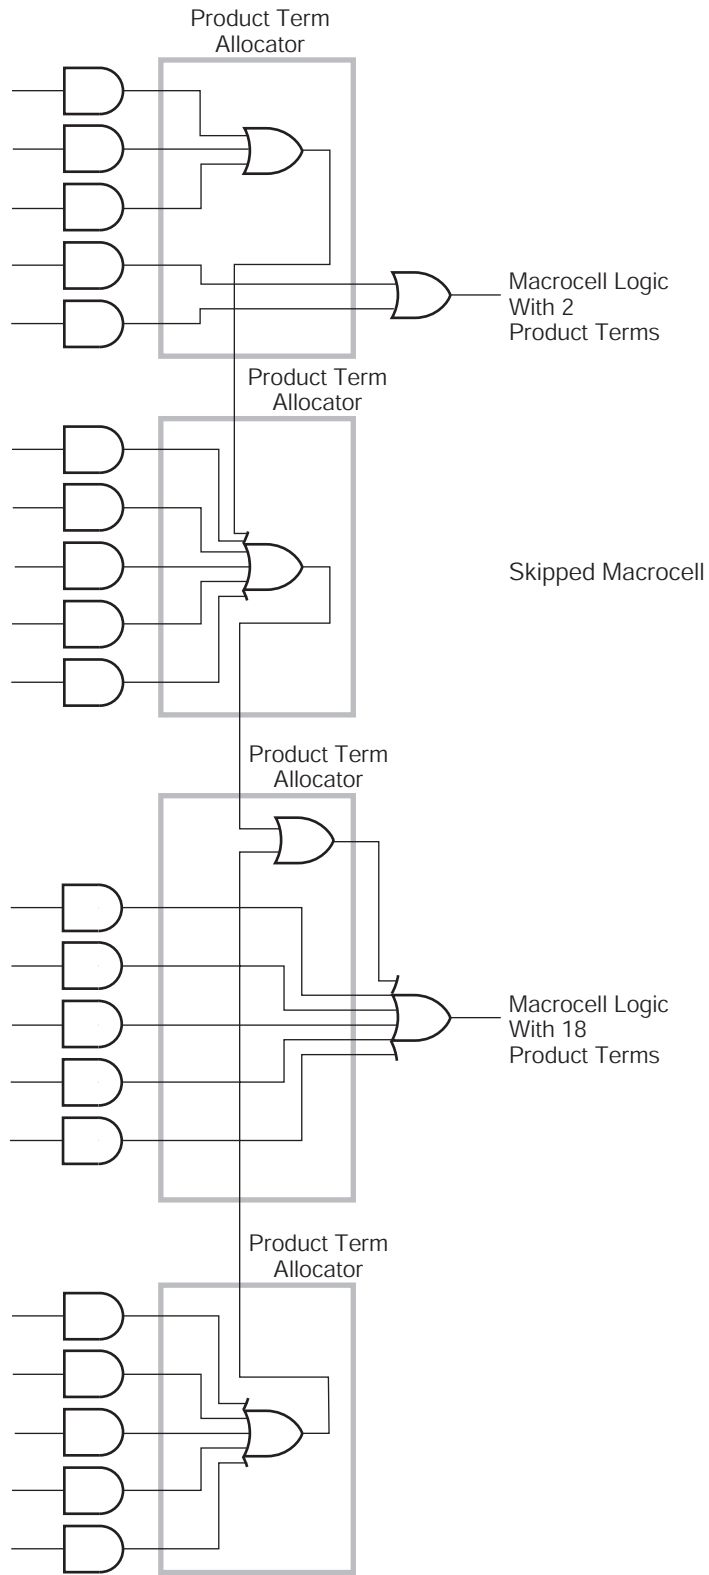 Product Term
Allocator
Macrocell Logic
With 2
Product Terms
Product Term
Allocator
Skipped Macrocell
Product Term
Allocator
Macrocell Logic
With 18
Product Terms
Product Term
Allocator